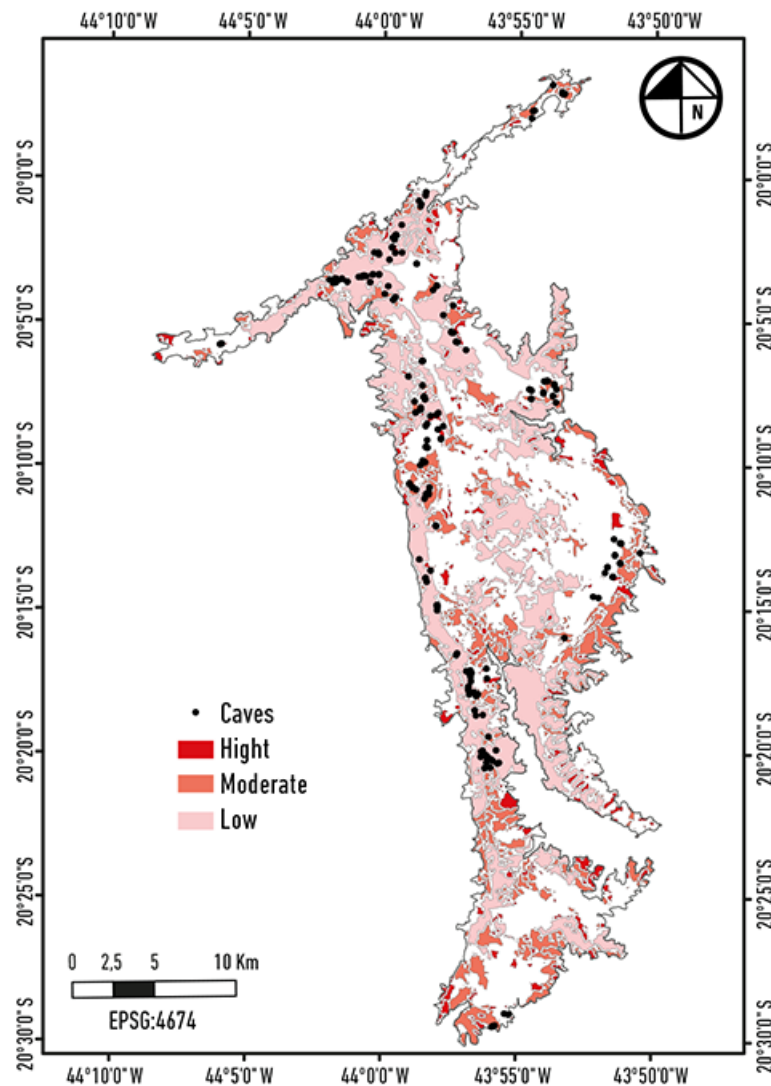 44°10'0"W 44°5'0"W 44°0'0"W 43°55'0"W 43°50'0"W
N
20°0'0"S 20°0'0"S
20°5'0"S 20°5'0"S
20°10'0"S 20°10'0"S
20°15'0"S 20°15'0"S
Caves
Hight
20°20'0"S 20°20'0"S
Moderate
Low
20°25'0"S 20°25'0"S
0 2,5 5 10 Km
EPSG:4674
20°30'0"S 20°30'0"S
44°10'0"W 44°5'0"W 44°0'0"W 43°55'0"W 43°50'0"W